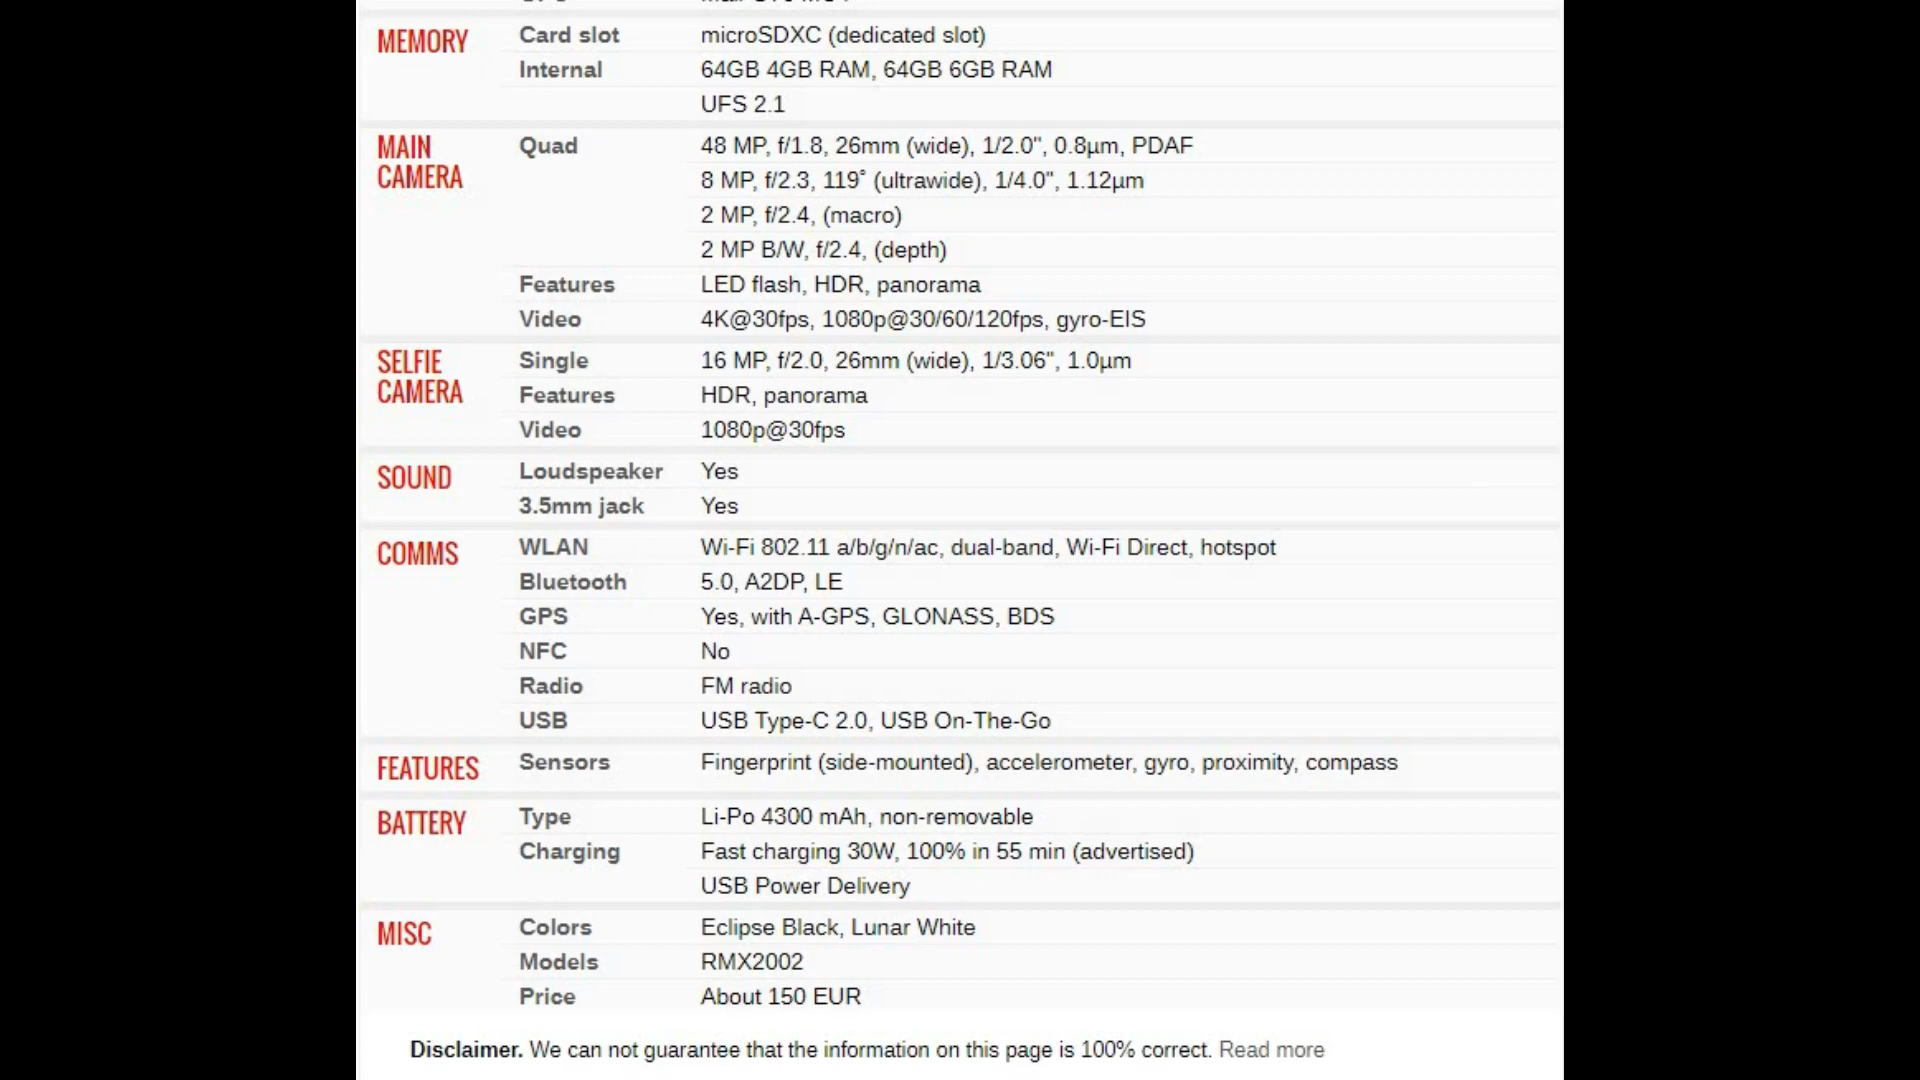 MEMORY Card slot microSDXC (dedicated slot)
Internal 64GB 4GB RAM, 64GB 6GB RAM
UFS 2.1
MAIN CAMERA Quad 48 MP, f/1.8, 26mm (wide), 1/2.0", 0.8µm, PDAF
8 MP, f/2.3, 119˚ (ultrawide), 1/4.0", 1.12µm
2 MP, f/2.4, (macro)
2 MP B/W, f/2.4, (depth)
Features LED flash, HDR, panorama
Video 4K@30fps, 1080p@30/60/120fps, gyro-EIS
SELFIE CAMERA Single 16 MP, f/2.0, 26mm (wide), 1/3.06", 1.0µm
Features HDR, panorama
Video 1080p@30fps
SOUND Loudspeaker Yes
3.5mm jack Yes
COMMS WLAN Wi-Fi 802.11 a/b/g/n/ac, dual-band, Wi-Fi Direct, hotspot
Bluetooth 5.0, A2DP, LE
GPS Yes, with A-GPS, GLONASS, BDS
NFC No
Radio FM radio
USB USB Type-C 2.0, USB On-The-Go
FEATURES Sensors Fingerprint (side-mounted), accelerometer, gyro, proximity, compass
BATTERY Type Li-Po 4300 mAh, non-removable
Charging Fast charging 30W, 100% in 55 min (advertised)
USB Power Delivery
MISC Colors Eclipse Black, Lunar White
Models RMX2002
Price About 150 EUR
Disclaimer. We can not guarantee that the information on this page is 100% correct. Read more